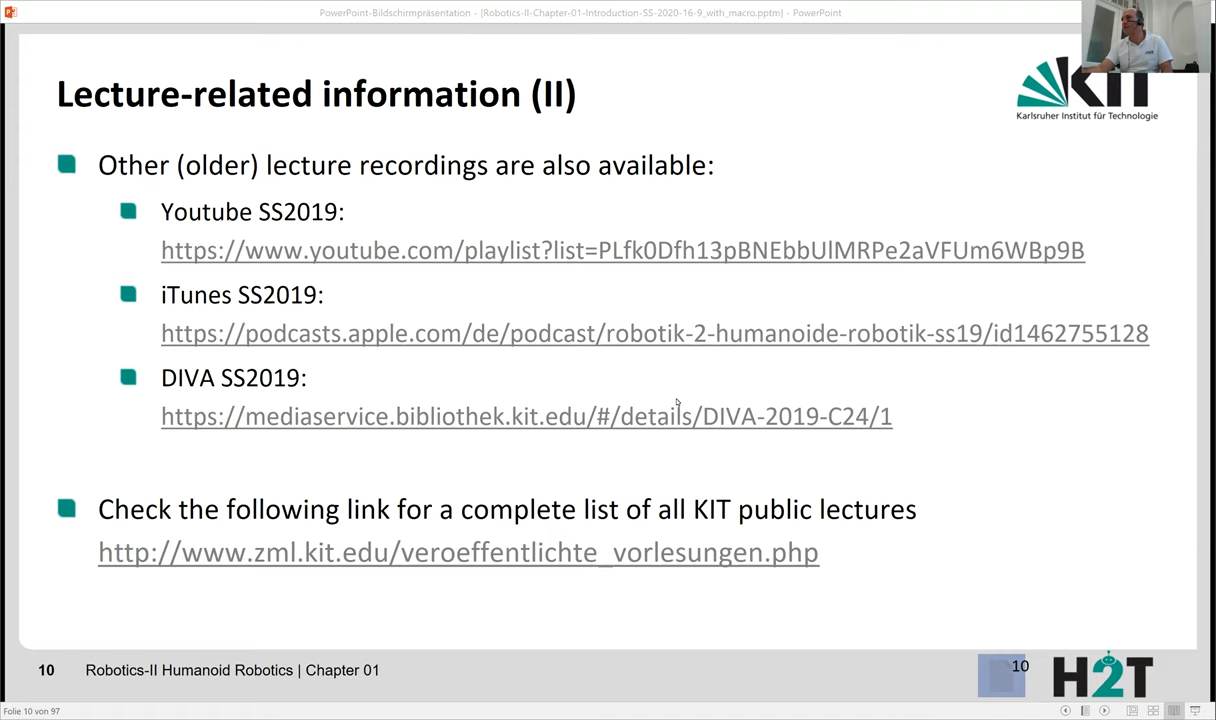 PowerPoint-Bildschirmpräsentation - [Robotics-II-Chapter-01-Introduction-SS-2020-16-9_with_macro.pptm] - PowerPoint
Lecture-related information (II)
KIT
Karlsruher Institut für Technologie
Other (older) lecture recordings are also available:
Youtube SS2019:
https://www.youtube.com/playlist?list=PLfk0Dfh13pBNEbbUlMRPe2aVFUm6WBp9B
iTunes SS2019:
https://podcasts.apple.com/de/podcast/robotik-2-humanoide-robotik-ss19/id1462755128
DIVA SS2019:
https://mediaservice.bibliothek.kit.edu/#/details/DIVA-2019-C24/1
Check the following link for a complete list of all KIT public lectures
http://www.zml.kit.edu/veroeffentlichte_vorlesungen.php
10 Robotics-II Humanoid Robotics | Chapter 01
10
H2T
Folie 10 von 97